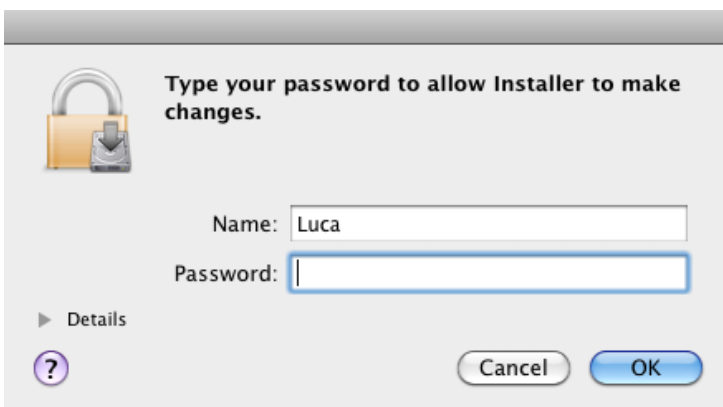 Type your password to allow Installer to make
changes.
Name: Luca
Password:
Details
?
Cancel
OK